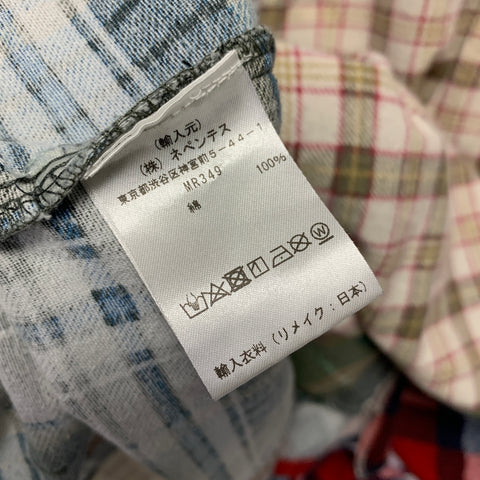 (輸入元)
(株) ネペンテス
東京都渋谷区神宮前5-44-1
MR349
綿 100%
輸入衣料 (リメイク:日本)